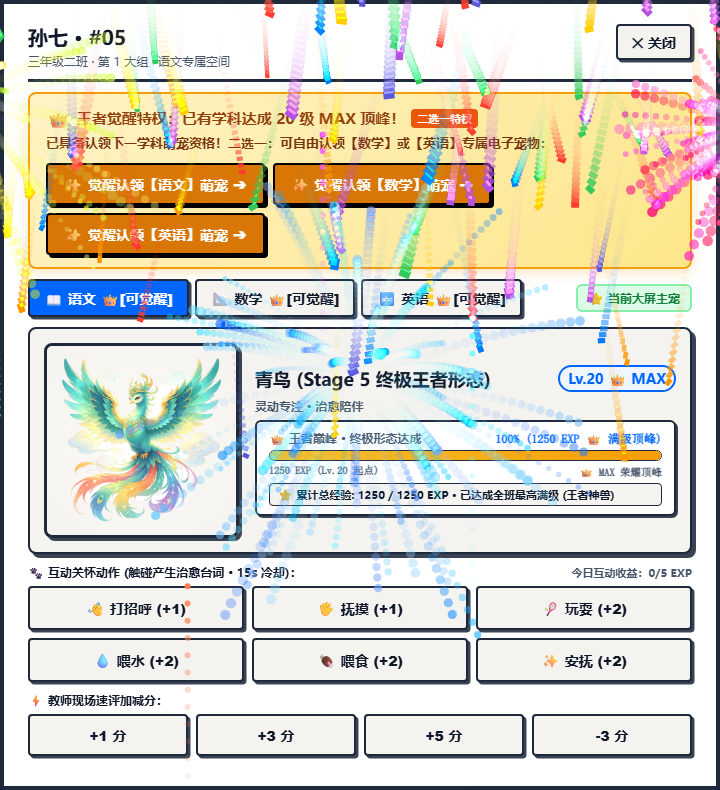 孙七 • #05
✕ 关闭
三年级二班 · 第 1 大组 · 语文专属空间
👑 王者觉醒特权：已有学科达成 20 级 MAX 顶峰！ 二选一特权
已具备认领下一学科萌宠资格！二选一：可自由认领【数学】或【英语】专属电子宠物：
✨ 觉醒认领【语文】萌宠 ➔
✨ 觉醒认领【数学】萌宠 ➔
✨ 觉醒认领【英语】萌宠 ➔
📖 语文 👑 [可觉醒]
📐 数学 👑 [可觉醒]
🔤 英语 👑 [可觉醒]
⭐ 当前大屏主宠
青鸟 (Stage 5 终极王者形态)
Lv.20 👑 MAX
灵动专注 · 治愈陪伴
👑 王者巅峰 • 终极形态达成
100% (1250 EXP 👑 满级顶峰)
1250 EXP (Lv.20 起点)
👑 MAX 荣耀顶峰
⭐ 累计总经验: 1250 / 1250 EXP • 已达成全班最高满级 (王者神兽)
🐾 互动关怀动作 (触碰产生治愈台词 · 15s 冷却)：
今日互动收益：0/5 EXP
👋 打招呼 (+1)
🖐 抚摸 (+1)
🎾 玩耍 (+2)
💧 喂水 (+2)
🍖 喂食 (+2)
✨ 安抚 (+2)
⚡ 教师现场速评加减分：
+1 分
+3 分
+5 分
-3 分